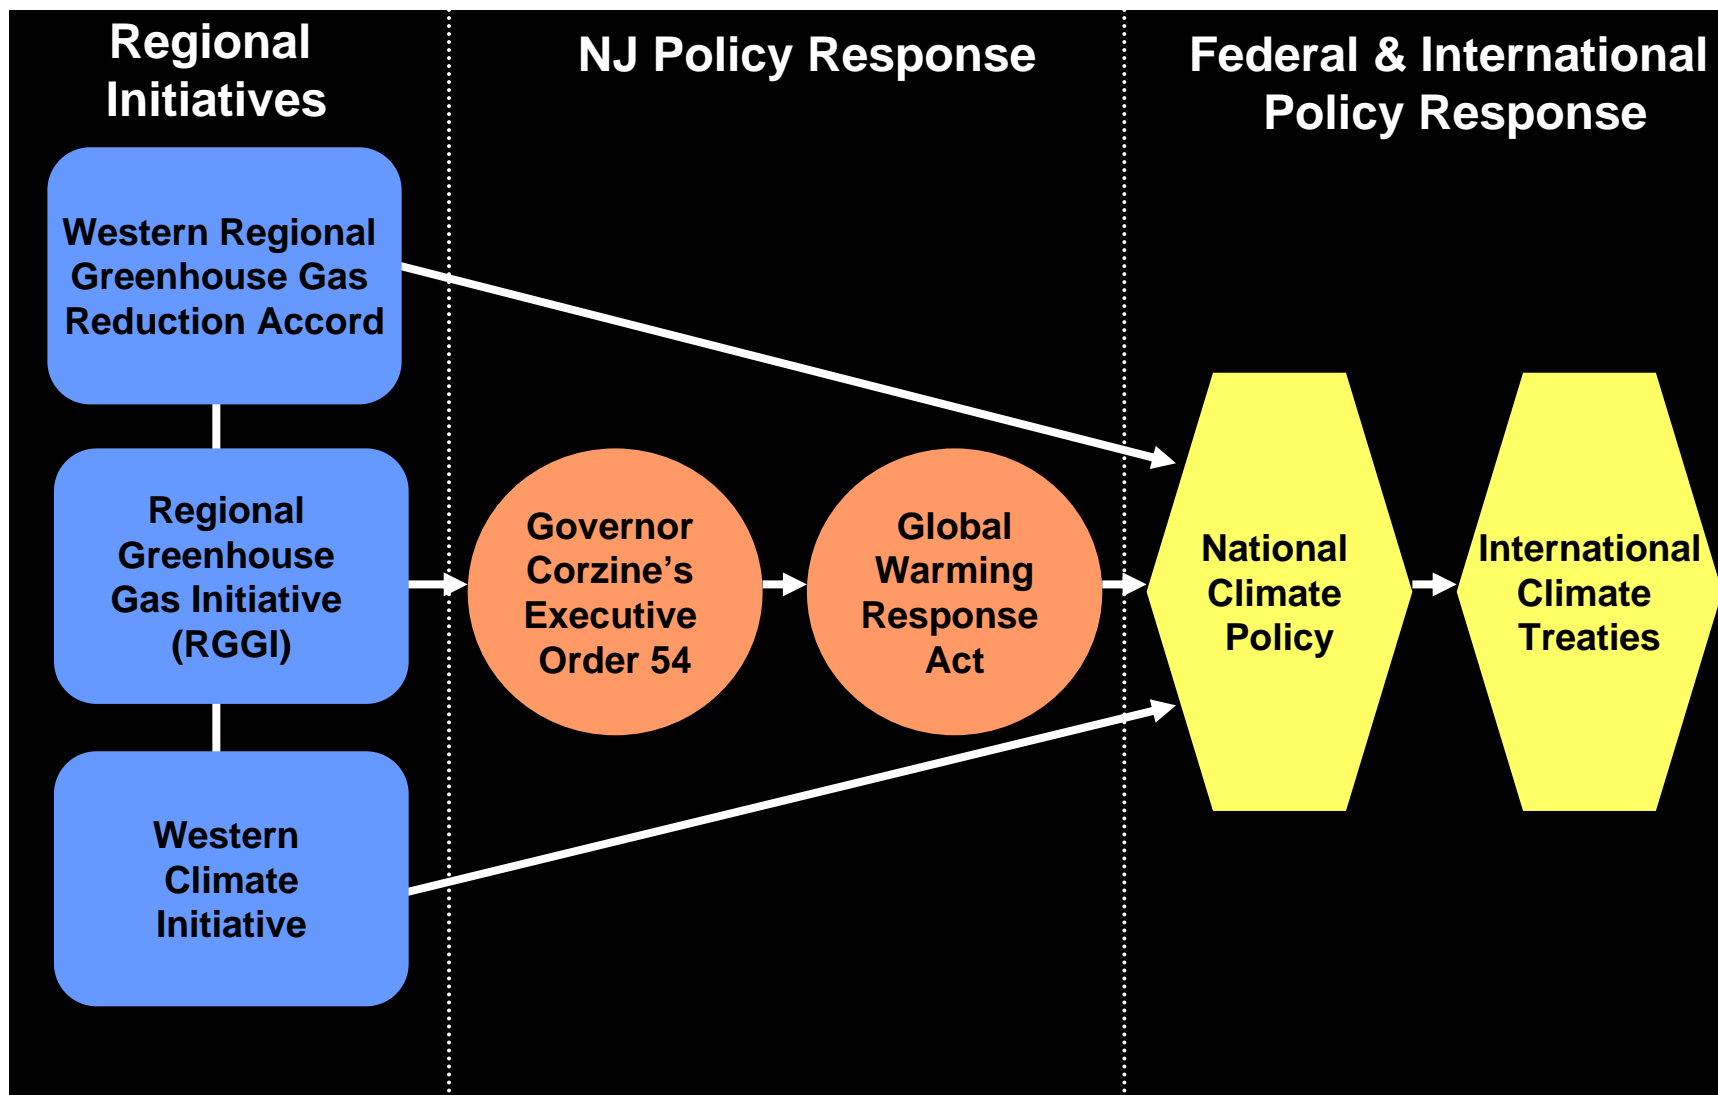 Regional
Initiatives
NJ Policy Response
Federal & International
Policy Response
Western Regional
Greenhouse Gas
Reduction Accord
Regional
Greenhouse
Gas Initiative
(RGGI)
Western
Climate
Initiative
Governor
Corzine’s
Executive
Order 54
Global
Warming
Response
Act
National
Climate
Policy
International
Climate
Treaties